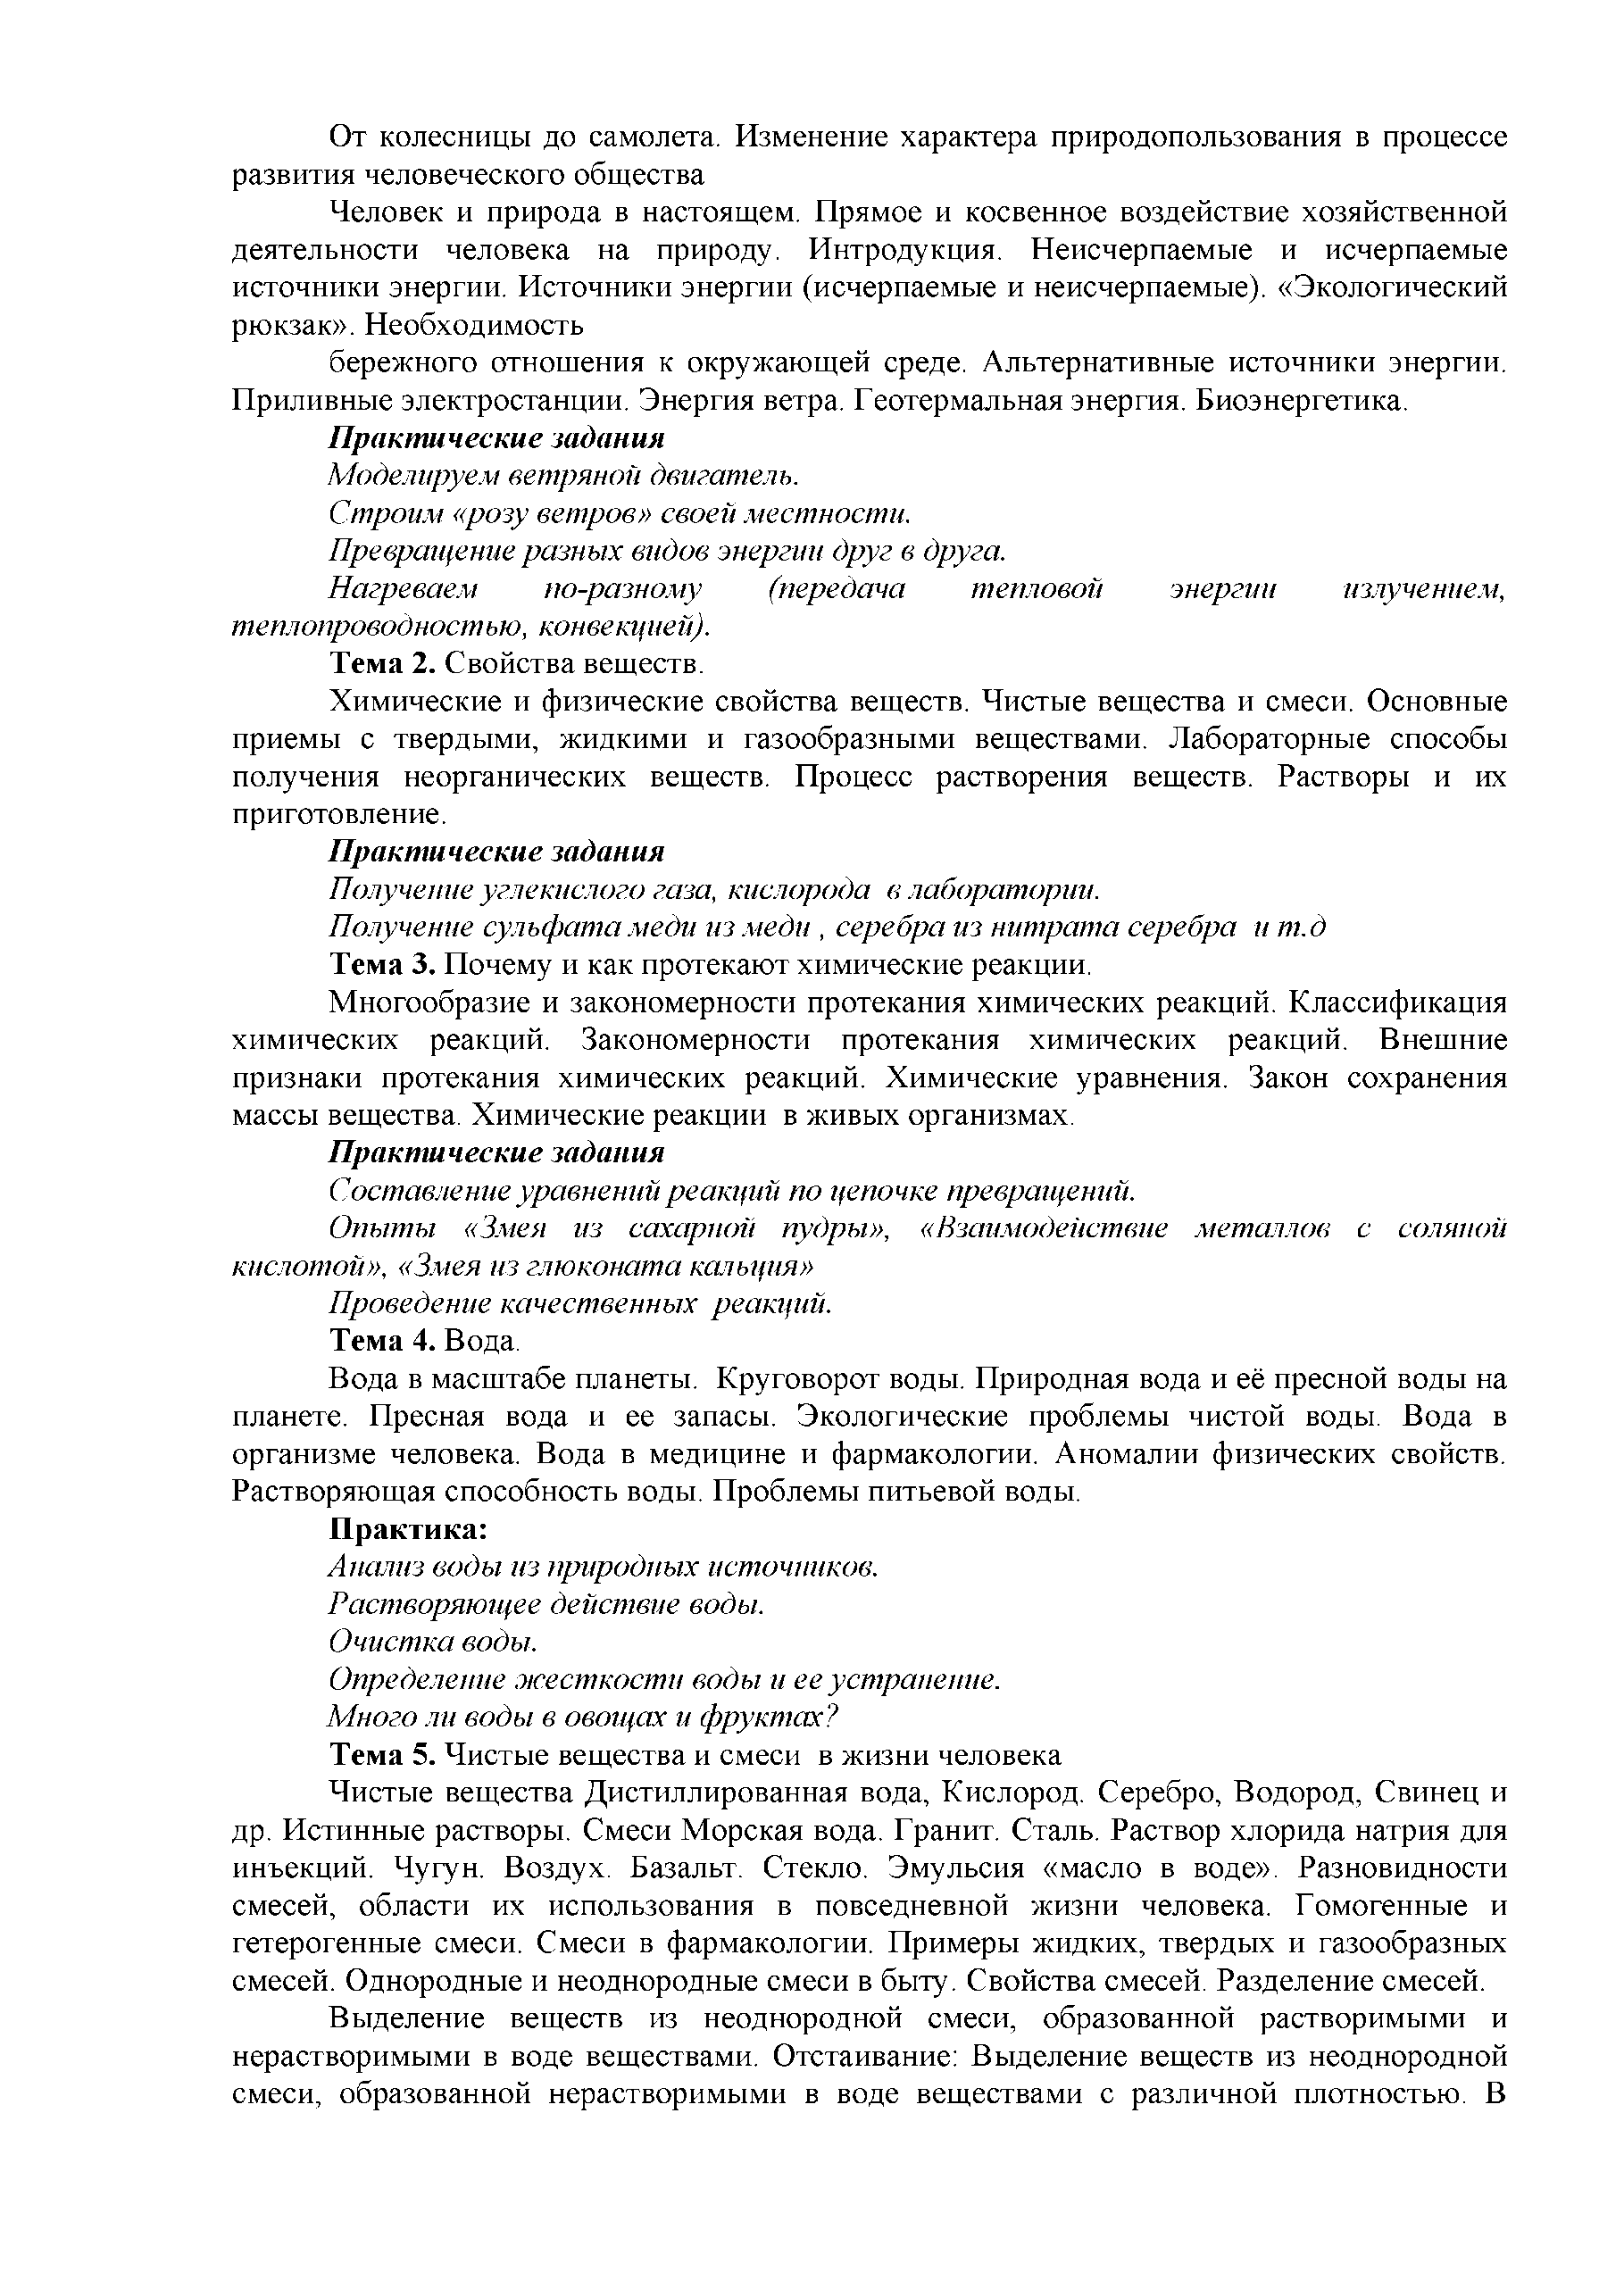 От колесницы до самолета. Изменение характера природопользования в процессе
развития человеческого общества
Человек и природа в настоящем. Прямое и косвенное воздействие хозяйственной
деятельности человека на природу. Интродукция. Неисчерпаемые и исчерпаемые
источники энергии. Источники энергии (исчерпаемые и неисчерпаемые). «Экологический
рюкзак». Необходимость
бережного отношения к окружающей среде. Альтернативные источники энергии.
Приливные электростанции. Энергия ветра. Геотермальная энергия. Биоэнергетика.
Практические задания
Моделируем ветряной двигатель.
Строим «розу ветров» своей местности.
Превращение разных видов энергии друг в друга.
Нагреваем по-разному (передача тепловой энергии излучением,
теплопроводностью, конвекцией).
Тема 2. Свойства веществ.
Химические и физические свойства веществ. Чистые вещества и смеси. Основные
приемы с твердыми, жидкими и газообразными веществами. Лабораторные способы
получения неорганических веществ. Процесс растворения веществ. Растворы и их
приготовление.
Практические задания
Получение углекислого газа, кислорода  в лаборатории.
Получение сульфата меди из меди , серебра из нитрата серебра  и т.д
Тема 3. Почему и как протекают химические реакции.
Многообразие и закономерности протекания химических реакций. Классификация
химических реакций. Закономерности протекания химических реакций. Внешние
признаки протекания химических реакций. Химические уравнения. Закон сохранения
массы вещества. Химические реакции  в живых организмах.
Практические задания
Составление уравнений реакций по цепочке превращений.
Опыты «Змея из сахарной пудры», «Взаимодействие металлов с соляной
кислотой», «Змея из глюконата кальция»
Проведение качественных  реакций.
Тема 4. Вода.
Вода в масштабе планеты.  Круговорот воды. Природная вода и её пресной воды на
планете. Пресная вода и ее запасы. Экологические проблемы чистой воды. Вода в
организме человека. Вода в медицине и фармакологии. Аномалии физических свойств.
Растворяющая способность воды. Проблемы питьевой воды.
Практика:
Анализ воды из природных источников.
Растворяющее действие воды.
Очистка воды.
Определение жесткости воды и ее устранение.
Много ли воды в овощах и фруктах?
Тема 5. Чистые вещества и смеси  в жизни человека
Чистые вещества Дистиллированная вода, Кислород. Серебро, Водород, Свинец и
др. Истинные растворы. Смеси Морская вода. Гранит. Сталь. Раствор хлорида натрия для
инъекций. Чугун. Воздух. Базальт. Стекло. Эмульсия «масло в воде». Разновидности
смесей, области их использования в повседневной жизни человека. Гомогенные и
гетерогенные смеси. Смеси в фармакологии. Примеры жидких, твердых и газообразных
смесей. Однородные и неоднородные смеси в быту. Свойства смесей. Разделение смесей.
Выделение веществ из неоднородной смеси, образованной растворимыми и
нерастворимыми в воде веществами. Отстаивание: Выделение веществ из неоднородной
смеси, образованной нерастворимыми в воде веществами с различной плотностью. В